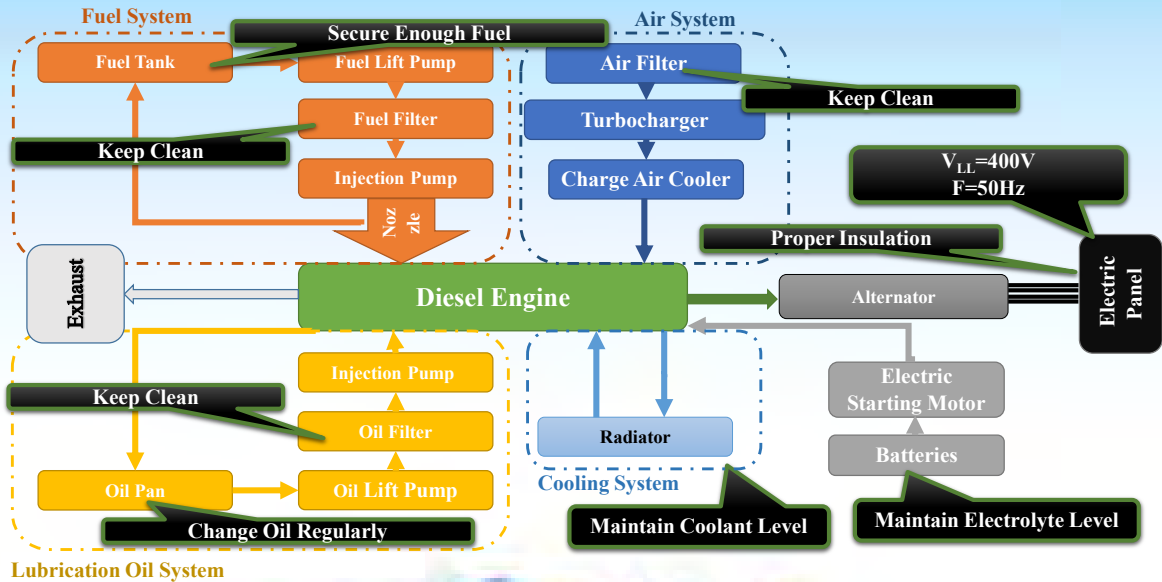 Fuel System
Secure Enough Fuel
Fuel Tank
Fuel Lift Pump
Fuel Filter
Keep Clean
Injection Pump
Noz
zle
Air System
Air Filter
Keep Clean
Turbocharger
Charge Air Cooler
V_LL=400V
F=50Hz
Proper Insulation
Exhaust
Diesel Engine
Alternator
Electric
Panel
Injection Pump
Keep Clean
Oil Filter
Oil Pan
Oil Lift Pump
Change Oil Regularly
Lubrication Oil System
Radiator
Cooling System
Maintain Coolant Level
Electric
Starting Motor
Batteries
Maintain Electrolyte Level